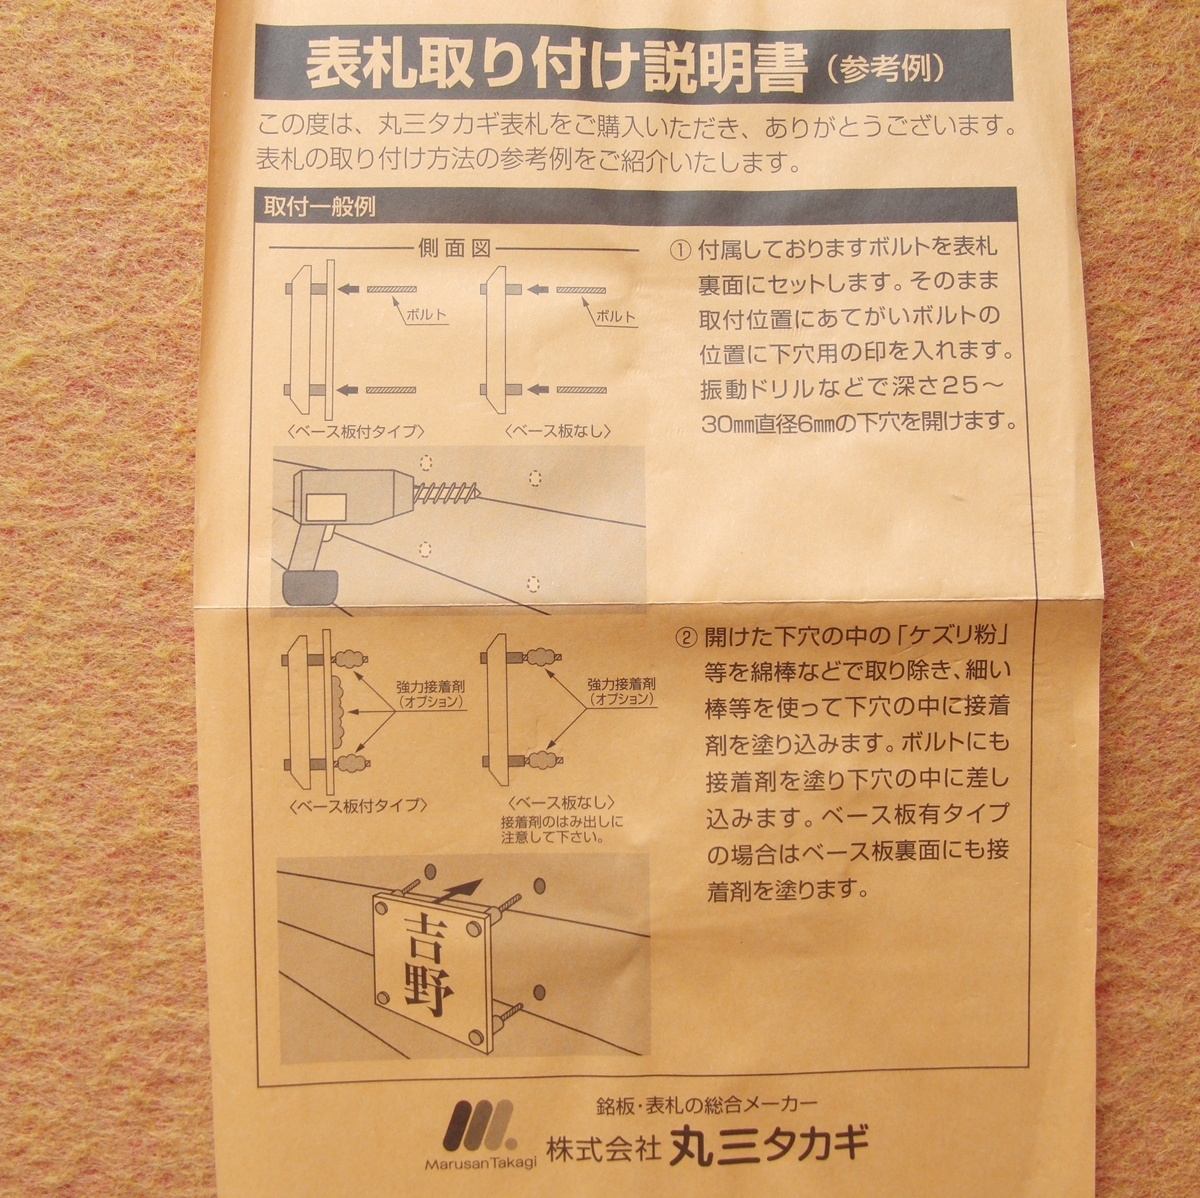 表札取り付け説明書（参考例）
この度は、丸三タカギ表札をご購入いただき、ありがとうございます。
表札の取り付け方法の参考例をご紹介いたします。
取付一般例
側面図
ボルト
ボルト
〈ベース板付タイプ〉
〈ベース板なし〉
① 付属しておりますボルトを表札
裏面にセットします。そのまま
取付位置にあてがいボルトの
位置に下穴用の印を入れます。
振動ドリルなどで深さ25〜
30㎜直径6㎜の下穴を開けます。
強力接着剤
（オプション）
強力接着剤
（オプション）
〈ベース板付タイプ〉
〈ベース板なし〉
接着剤のはみ出しに
注意して下さい。
② 開けた下穴の中の「ケズリ粉」
等を綿棒などで取り除き、細い
棒等を使って下穴の中に接着
剤を塗り込みます。ボルトにも
接着剤を塗り下穴の中に差し
込みます。ベース板有タイプ
の場合はベース板裏面にも接
着剤を塗ります。
吉野
銘板・表札の総合メーカー
MarusanTakagi
株式会社 丸三タカギ